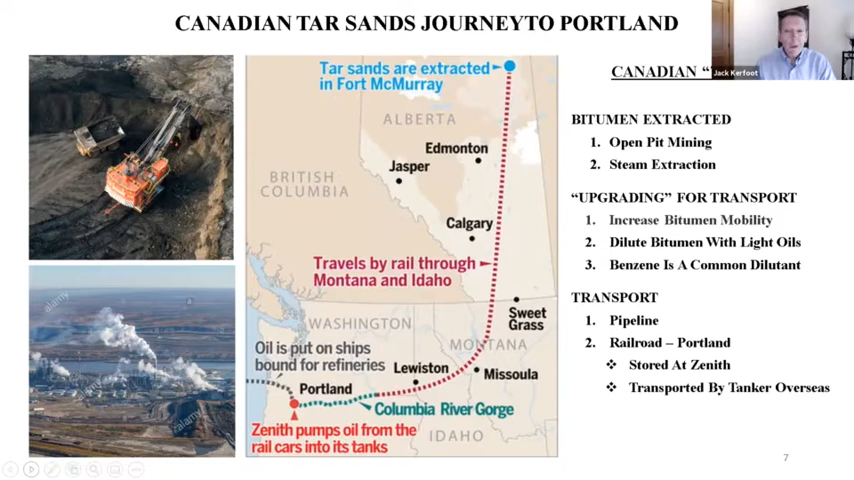 CANADIAN TAR SANDS JOURNEYTO PORTLAND
Jack Kerfoot
Tar sands are extracted
in Fort McMurray
ALBERTA
Edmonton
Jasper
BRITISH
COLUMBIA
Calgary
Travels by rail through
Montana and Idaho
Sweet
Grass
WASHINGTON
MONTANA
Oil is put on ships
bound for refineries
Lewiston
Missoula
Portland
Columbia River Gorge
Zenith pumps oil from the
rail cars into its tanks
IDAHO
alamy
alamy
alamy
CANADIAN
BITUMEN EXTRACTED
1. Open Pit Mining
2. Steam Extraction
“UPGRADING” FOR TRANSPORT
1. Increase Bitumen Mobility
2. Dilute Bitumen With Light Oils
3. Benzene Is A Common Dilutant
TRANSPORT
1. Pipeline
2. Railroad – Portland
❖ Stored At Zenith
❖ Transported By Tanker Overseas
7